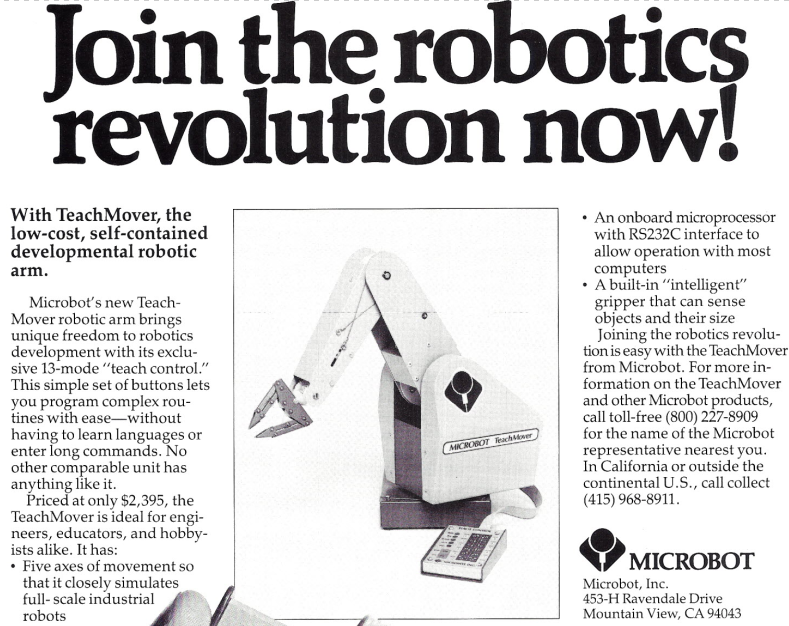 Join the robotics
revolution now!
With TeachMover, the
low-cost, self-contained
developmental robotic
arm.
Microbot's new Teach-
Mover robotic arm brings
unique freedom to robotics
development with its exclu-
sive 13-mode "teach control."
This simple set of buttons lets
you program complex rou-
tines with ease—without
having to learn languages or
enter long commands. No
other comparable unit has
anything like it.
Priced at only $2,395, the
TeachMover is ideal for engi-
neers, educators, and hobby-
ists alike. It has:
• Five axes of movement so
that it closely simulates
full- scale industrial
robots
MICROBOT TeachMover
• An onboard microprocessor
with RS232C interface to
allow operation with most
computers
• A built-in "intelligent"
gripper that can sense
objects and their size
Joining the robotics revolu-
tion is easy with the TeachMover
from Microbot. For more in-
formation on the TeachMover
and other Microbot products,
call toll-free (800) 227-8909
for the name of the Microbot
representative nearest you.
In California or outside the
continental U.S., call collect
(415) 968-8911.
MICROBOT
Microbot, Inc.
453-H Ravendale Drive
Mountain View, CA 94043